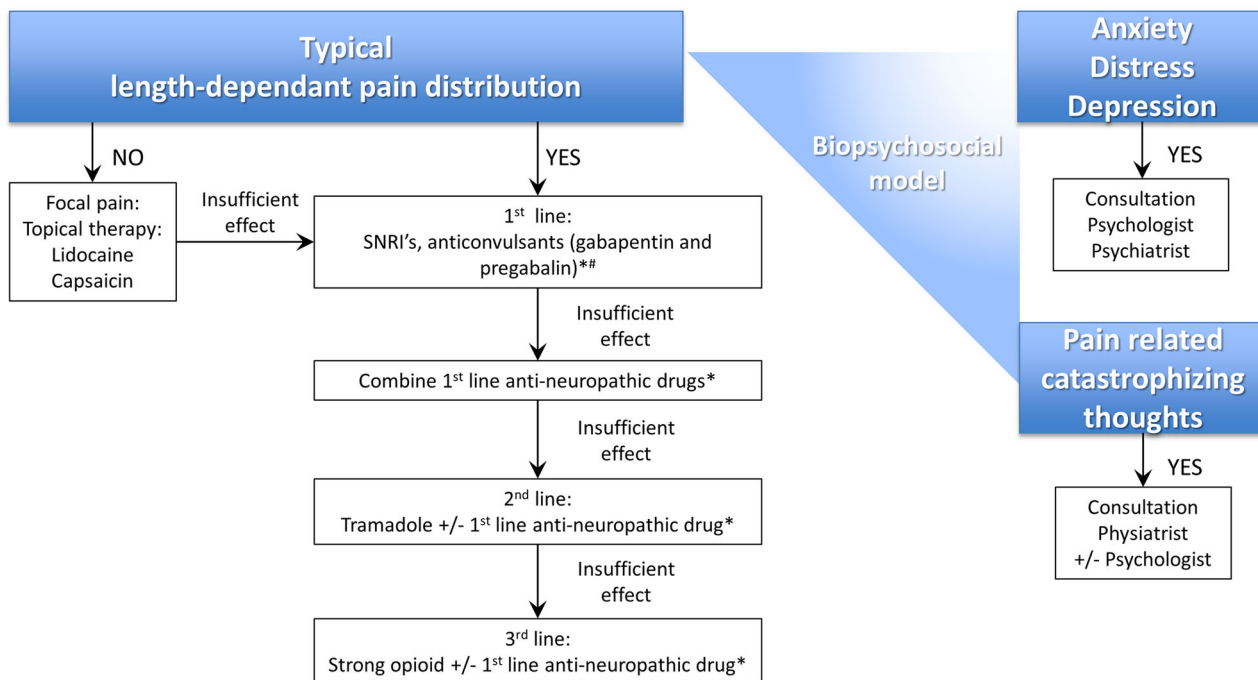 Typical
length-dependant pain distribution
NO
YES
Focal pain:
Topical therapy:
Lidocaine
Capsaicin
Insufficient
effect
1st line:
SNRI's, anticonvulsants (gabapentin and
pregabalin)*#
Insufficient
effect
Combine 1st line anti-neuropathic drugs*
Insufficient
effect
2nd line:
Tramadole +/- 1st line anti-neuropathic drug*
Insufficient
effect
3rd line:
Strong opioid +/- 1st line anti-neuropathic drug*
Biopsychosocial
model
Anxiety
Distress
Depression
YES
Consultation
Psychologist
Psychiatrist
Pain related
catastrophizing
thoughts
YES
Consultation
Physiatrist
+/- Psychologist